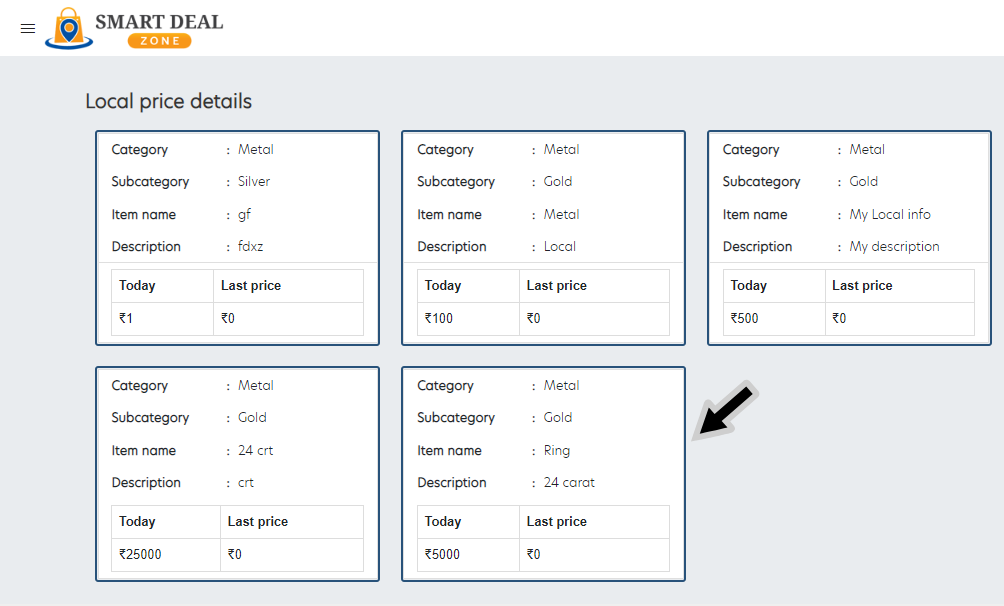 SMART DEAL
ZONE
Local price details
Category : Metal
Subcategory : Silver
Item name : gf
Description : fdxz
Today Last price
₹1 ₹0
Category : Metal
Subcategory : Gold
Item name : Metal
Description : Local
Today Last price
₹100 ₹0
Category : Metal
Subcategory : Gold
Item name : My Local info
Description : My description
Today Last price
₹500 ₹0
Category : Metal
Subcategory : Gold
Item name : 24 crt
Description : crt
Today Last price
₹25000 ₹0
Category : Metal
Subcategory : Gold
Item name : Ring
Description : 24 carat
Today Last price
₹5000 ₹0